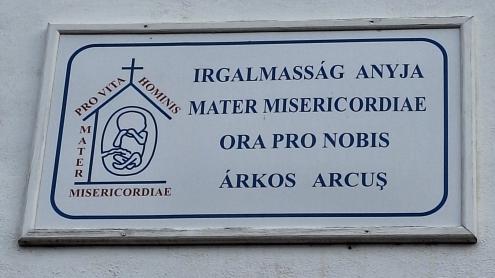 PRO VITA HOMINIS
MATER
MISERICORDIAE
IRGALMASSÁG ANYJA
MATER MISERICORDIAE
ORA PRO NOBIS
ÁRKOS ARCUŞ